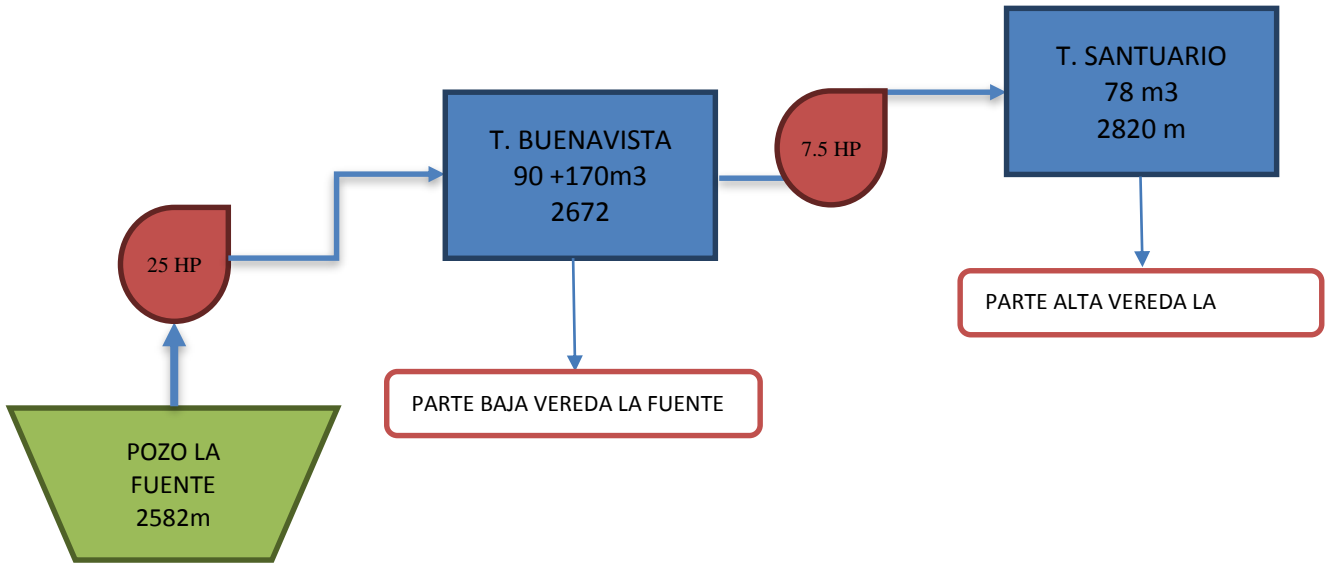 T. SANTUARIO
78 m3
2820 m
T. BUENAVISTA
90 +170m3
2672
7.5 HP
25 HP
PARTE ALTA VEREDA LA
PARTE BAJA VEREDA LA FUENTE
POZO LA
FUENTE
2582m